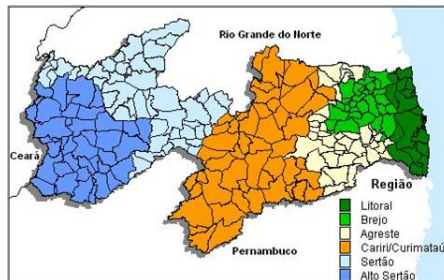 Rio Grande do Norte
Ceará
Pernambuco
Região
Litoral
Brejo
Agreste
Cariri/Curimataú
Sertão
Alto Sertão